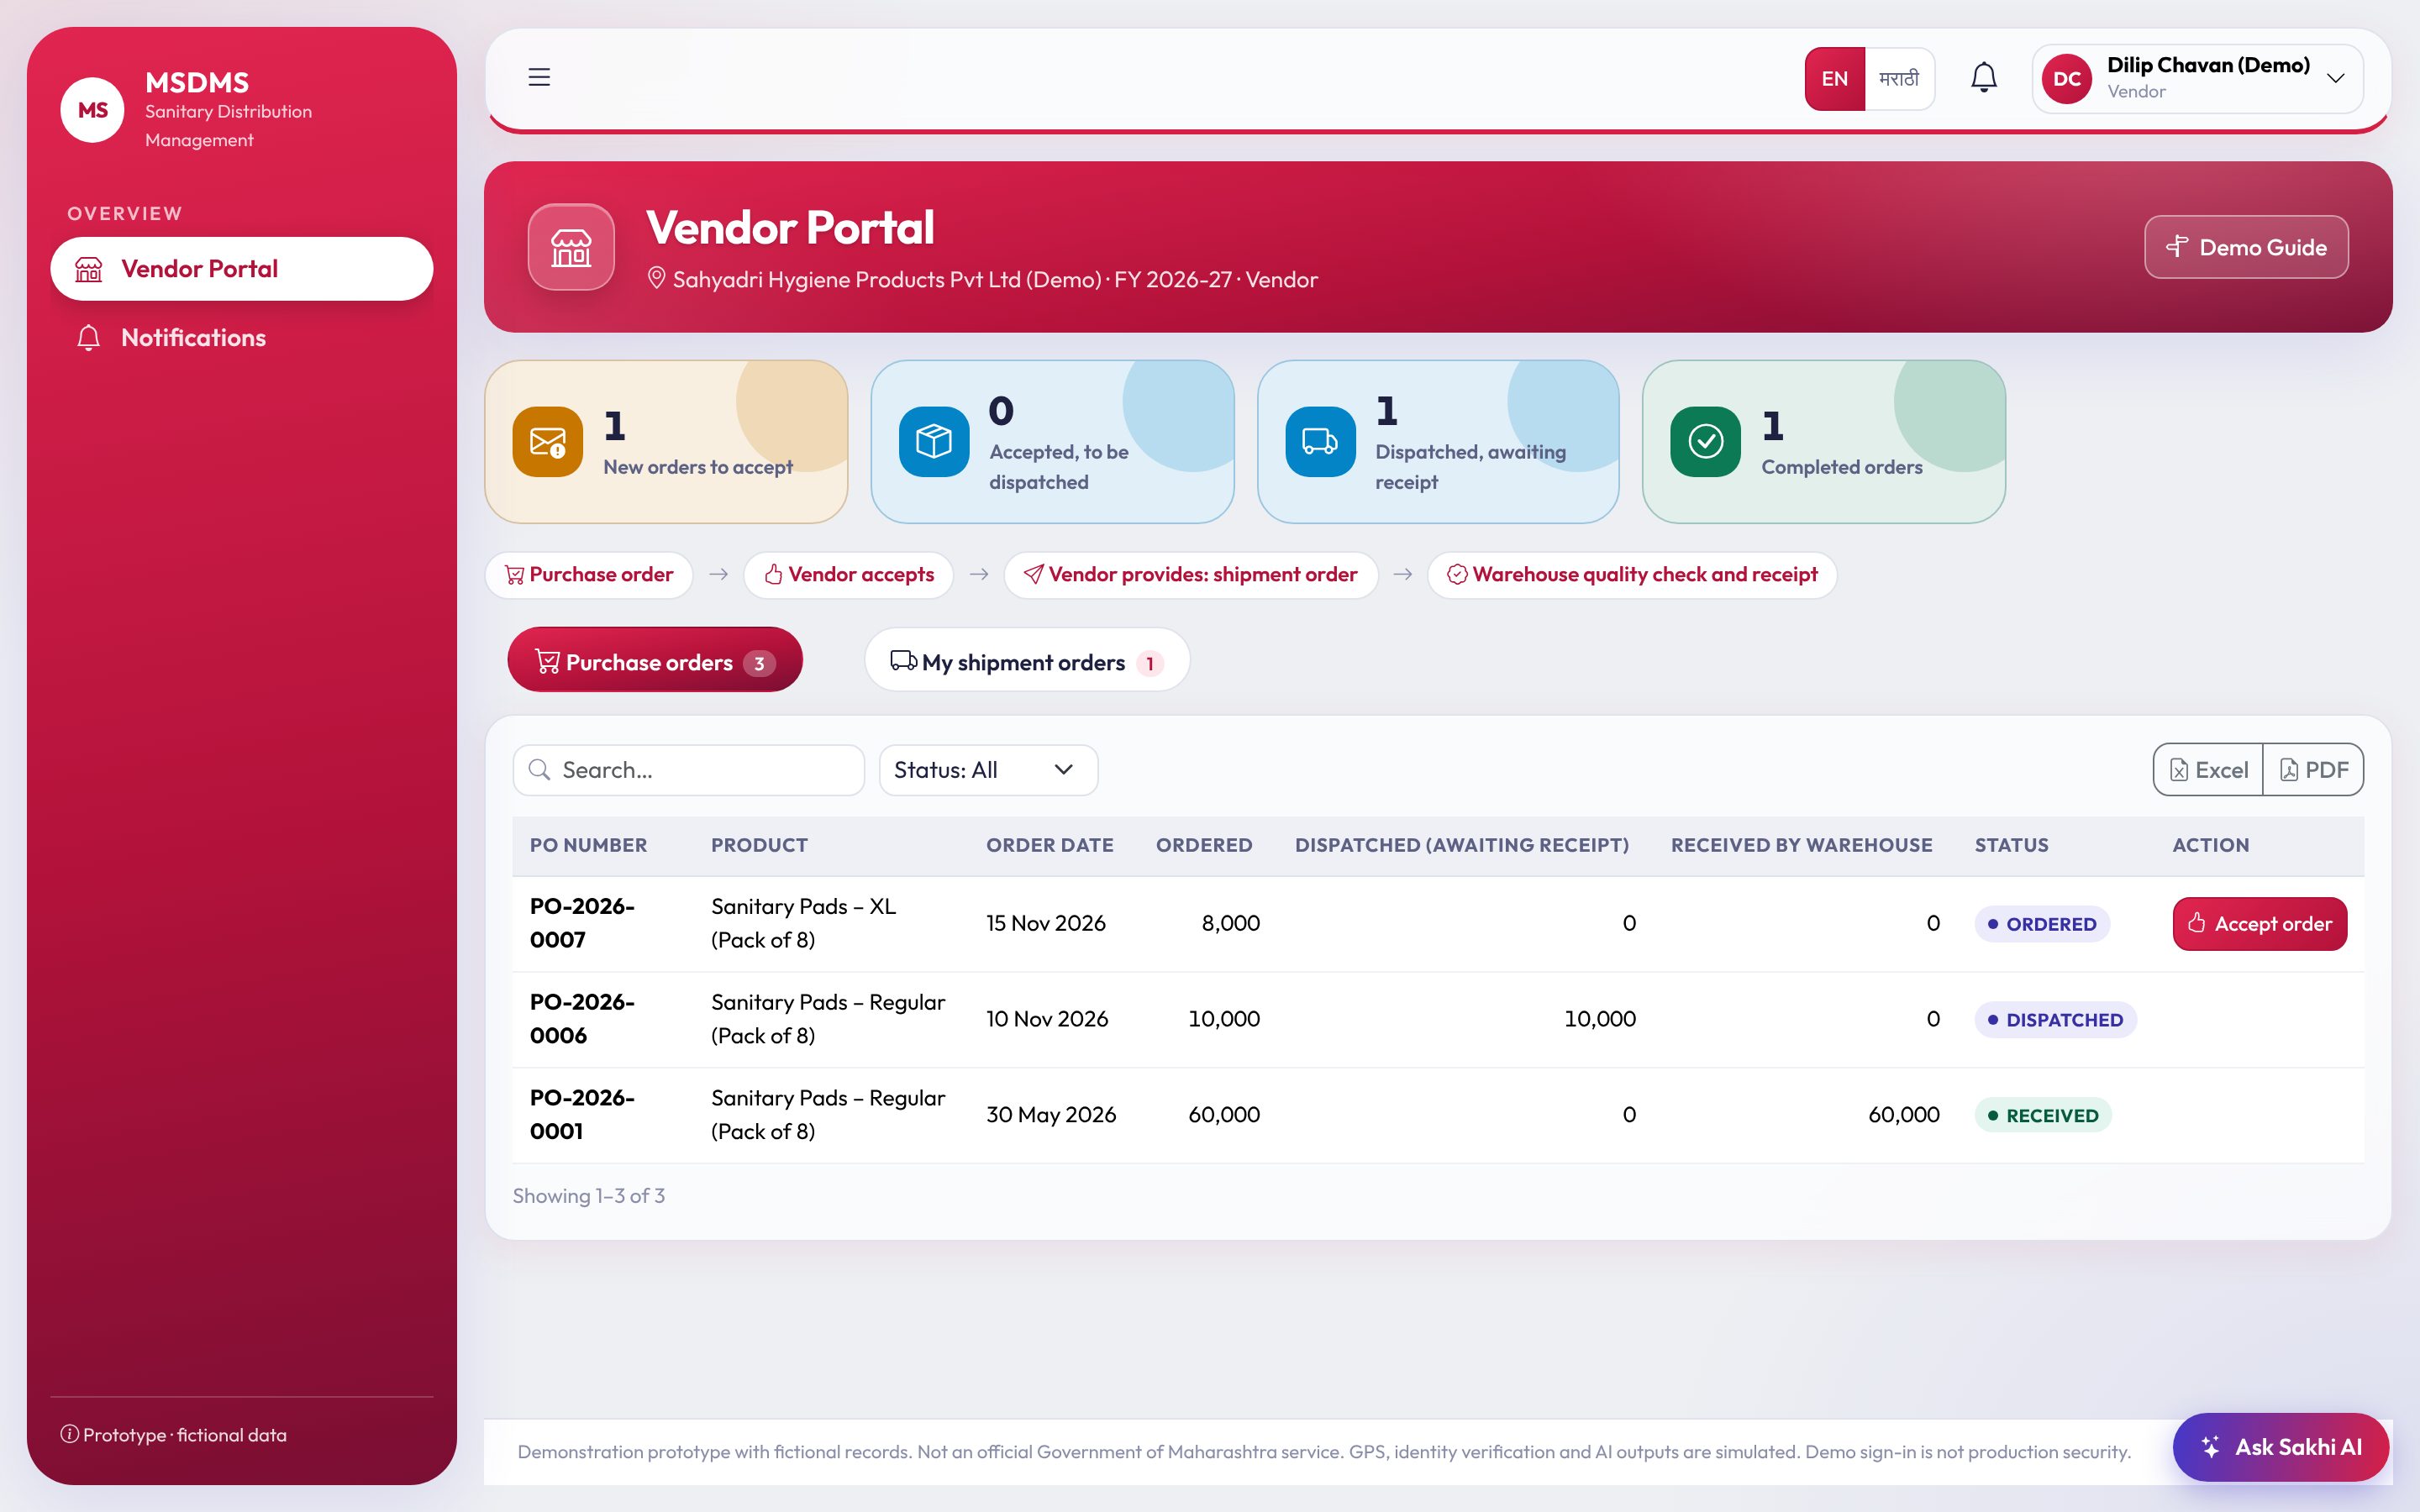 MS
MSDMS
Sanitary Distribution
Management
OVERVIEW
Vendor Portal
Notifications
Prototype · fictional data
EN
मराठी
DC
Dilip Chavan (Demo)
Vendor
Vendor Portal
Sahyadri Hygiene Products Pvt Ltd (Demo) · FY 2026-27 · Vendor
Demo Guide
1
New orders to accept
0
Accepted, to be
dispatched
1
Dispatched, awaiting
receipt
1
Completed orders
Purchase order
Vendor accepts
Vendor provides: shipment order
Warehouse quality check and receipt
Purchase orders 3
My shipment orders 1
Search...
Status: All
Excel
PDF
PO NUMBER PRODUCT ORDER DATE ORDERED DISPATCHED (AWAITING RECEIPT) RECEIVED BY WAREHOUSE STATUS ACTION
PO-2026-
0007
Sanitary Pads – XL
(Pack of 8)
15 Nov 2026 8,000 0 0 ORDERED Accept order
PO-2026-
0006
Sanitary Pads – Regular
(Pack of 8)
10 Nov 2026 10,000 10,000 0 DISPATCHED
PO-2026-
0001
Sanitary Pads – Regular
(Pack of 8)
30 May 2026 60,000 0 60,000 RECEIVED
Showing 1–3 of 3
Demonstration prototype with fictional records. Not an official Government of Maharashtra service. GPS, identity verification and AI outputs are simulated. Demo sign-in is not production security.
Ask Sakhi AI